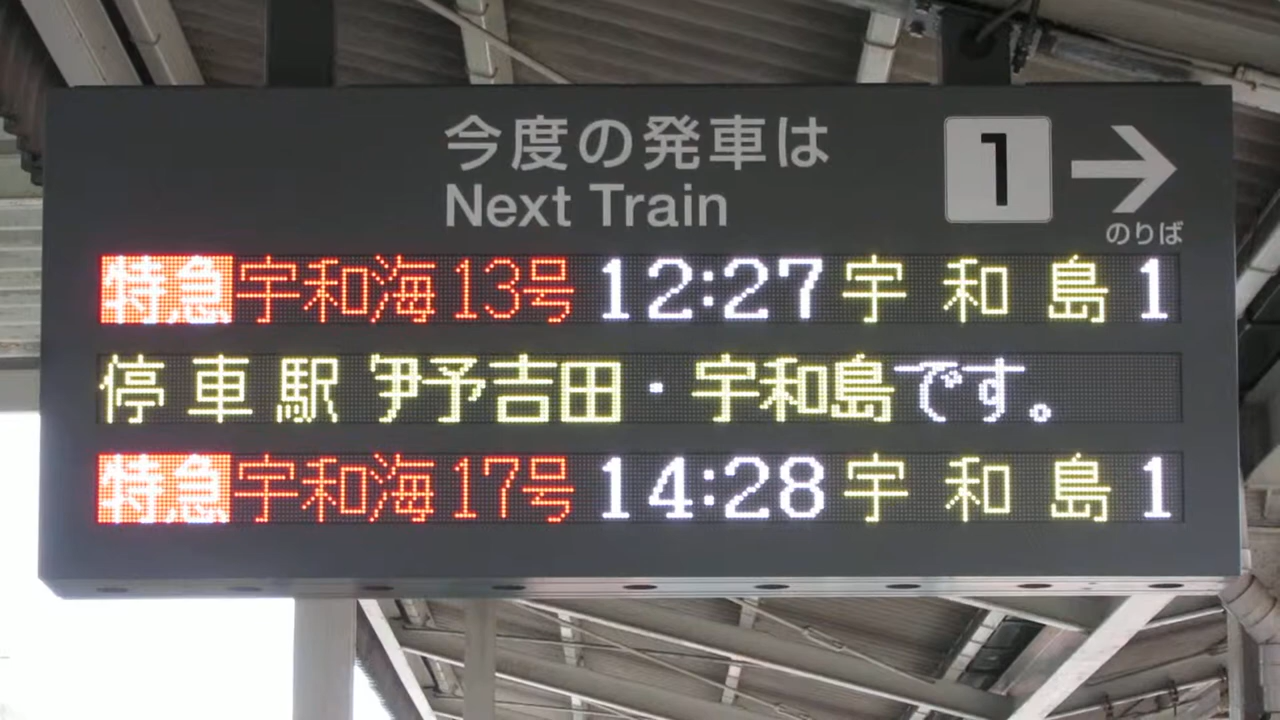 今度の発車は
Next Train
1
のりば
特急 宇和海13号 12:27 宇和島 1
停車駅 伊予吉田・宇和島です。
特急 宇和海17号 14:28 宇和島 1